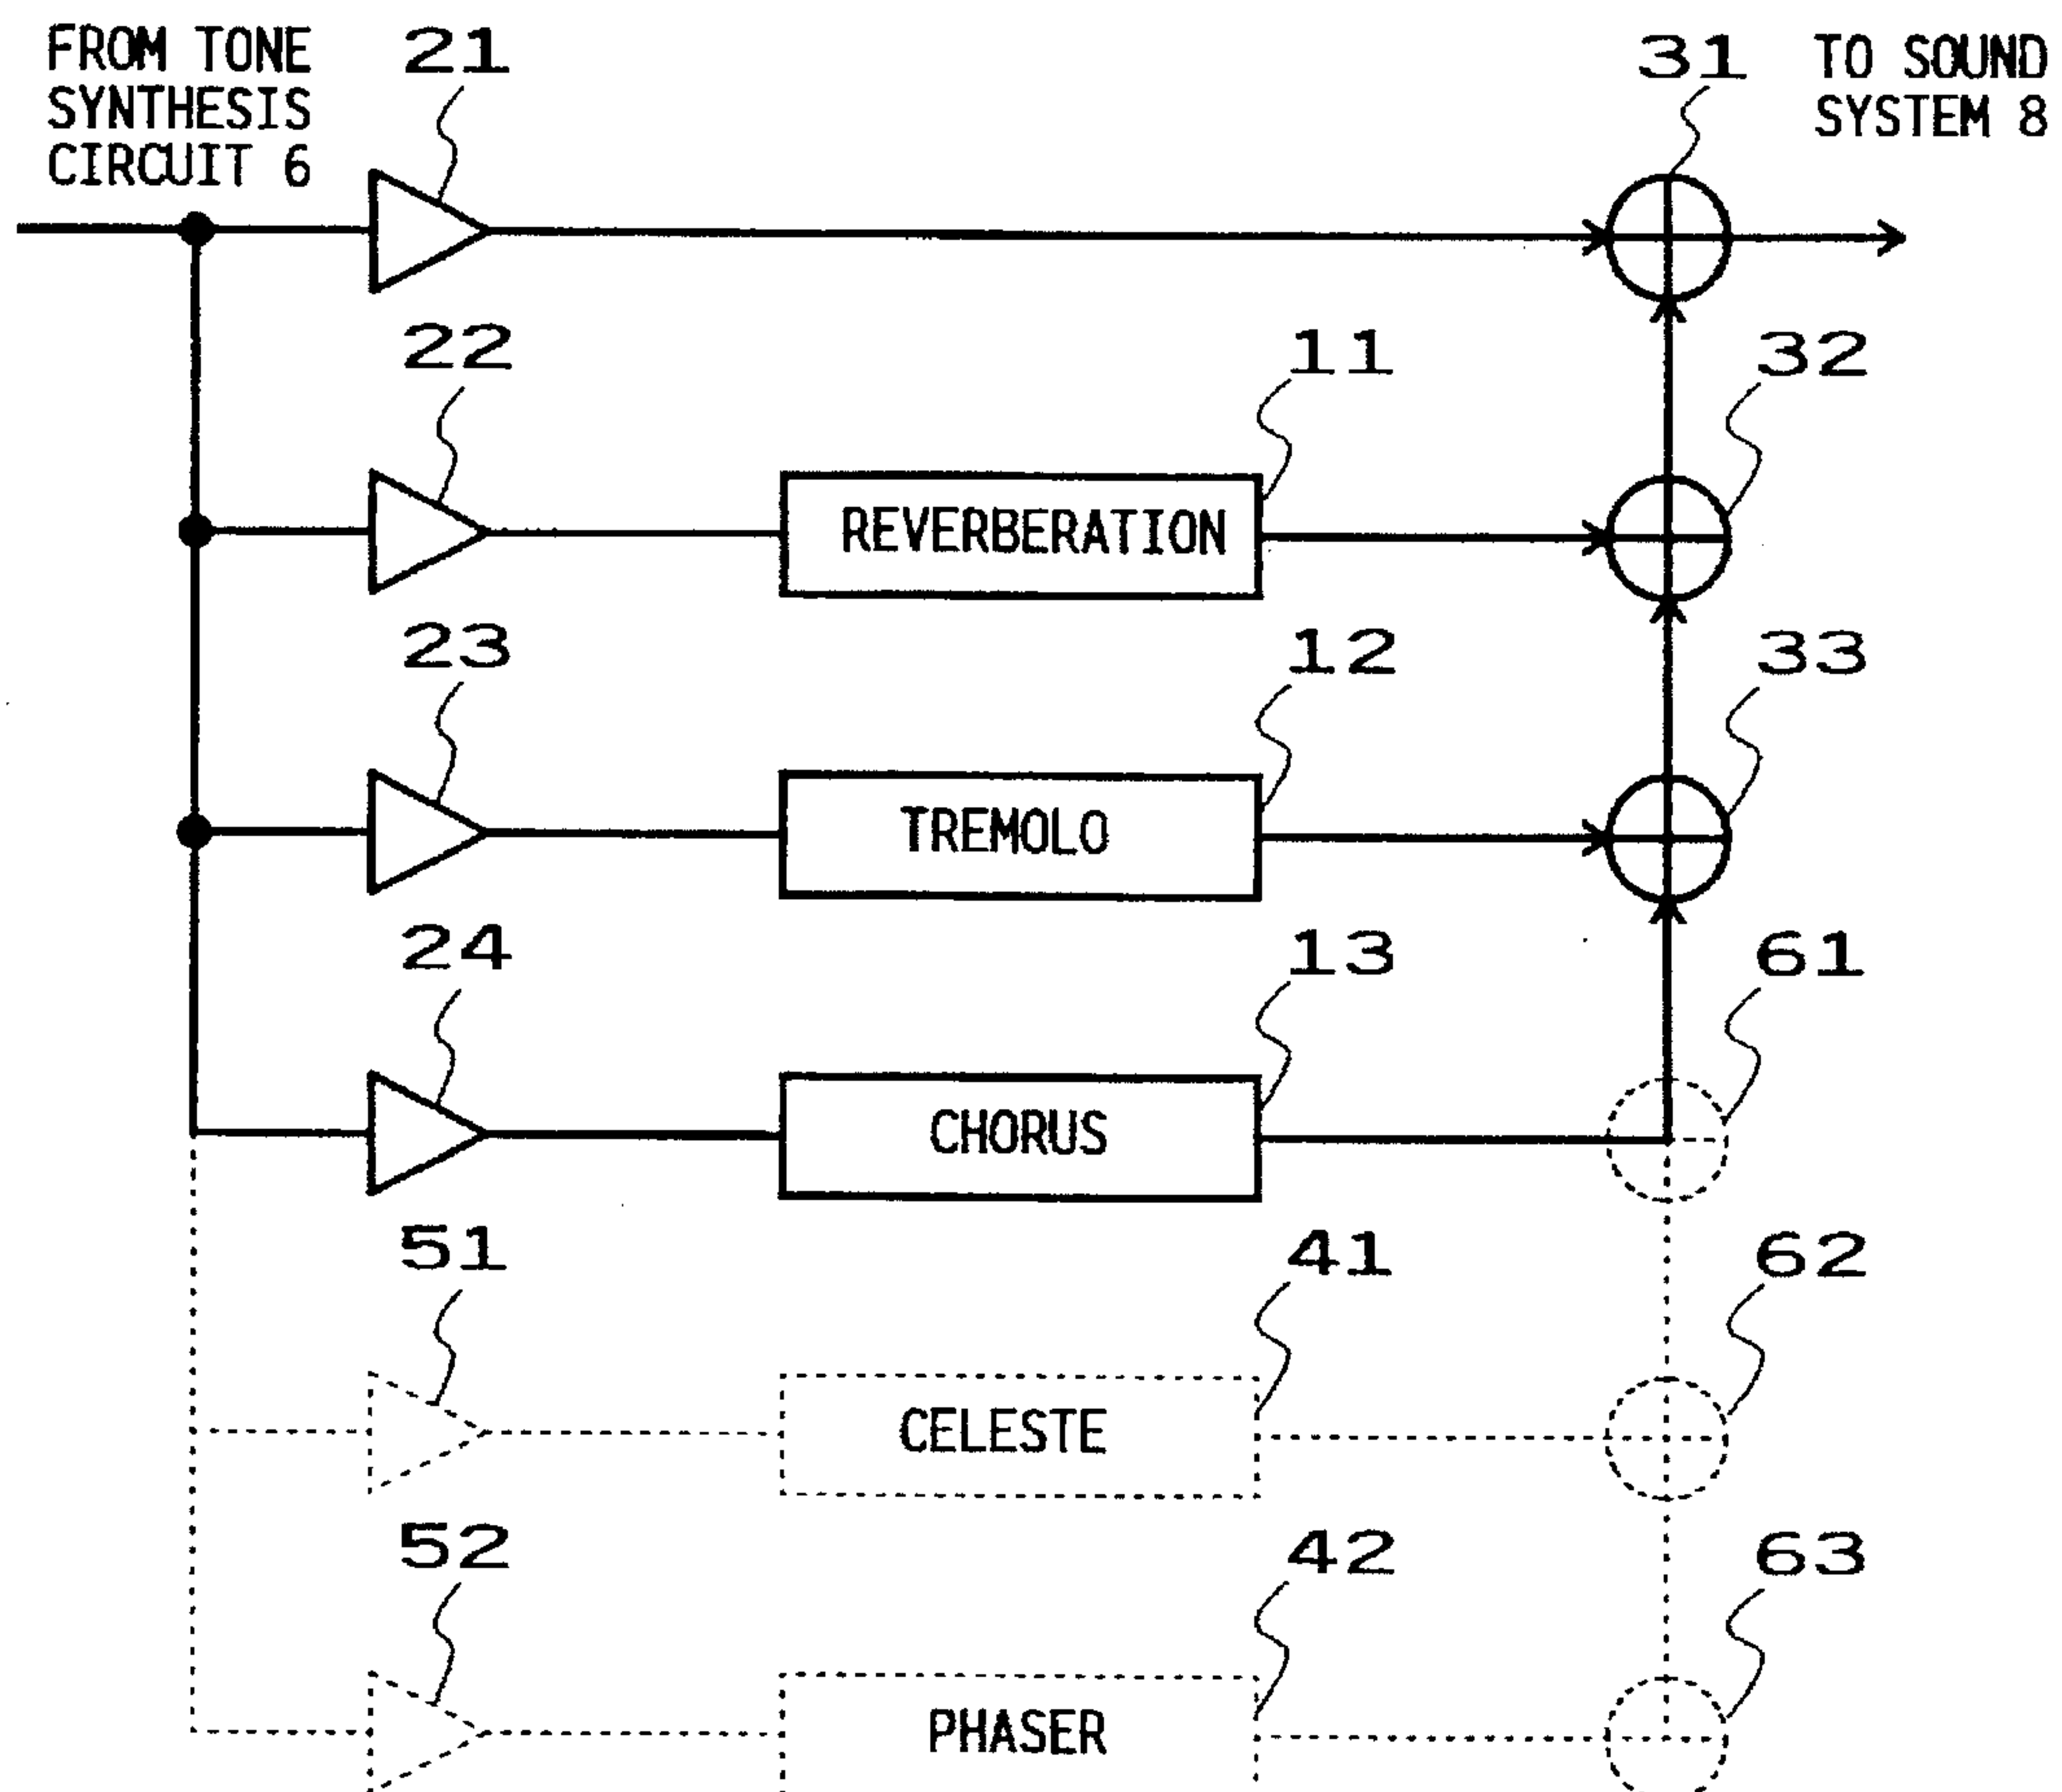 FROM TONE
SYNTHESIS
CIRCUIT 6
21
31
TO SOUND
SYSTEM 8
22
11
32
REVERBERATION
23
12
33
TREMOLO
24
13
61
CHORUS
51
41
62
CELESTE
52
42
63
PHASER